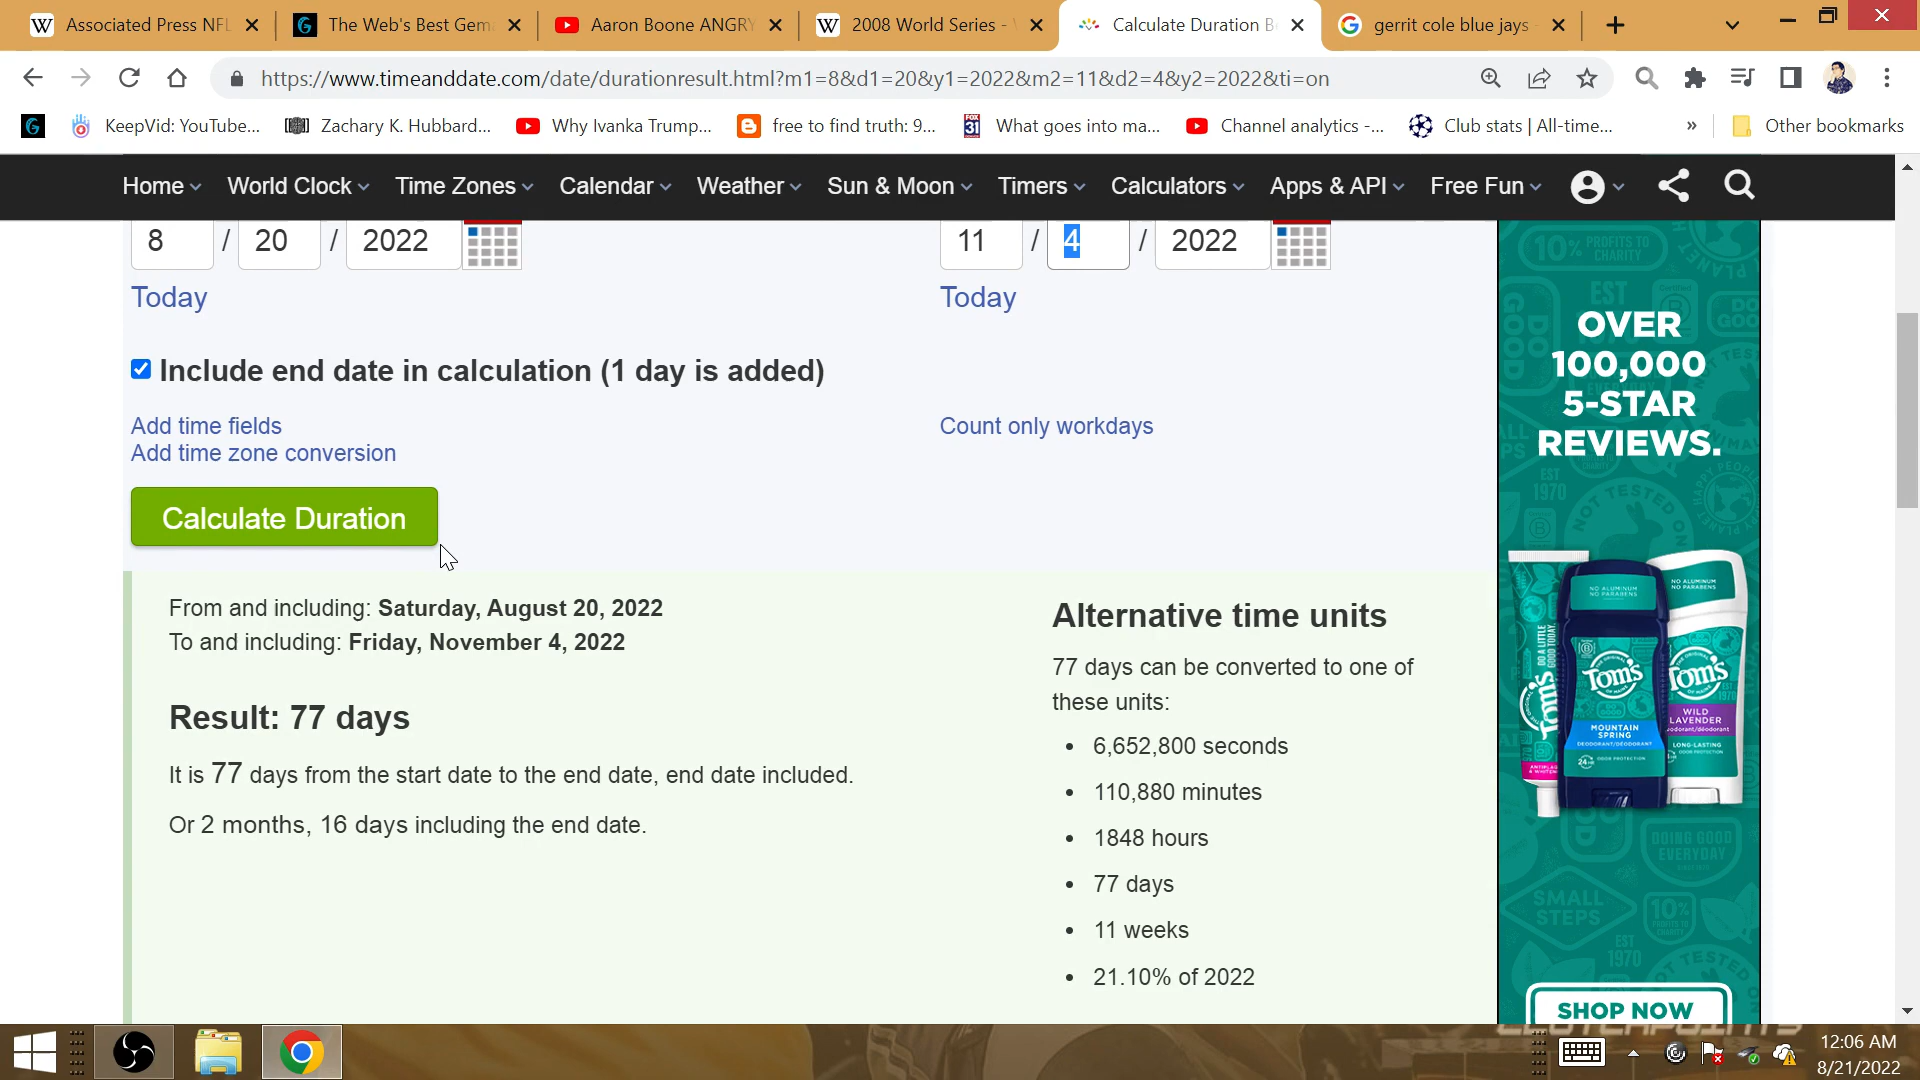 Associated Press NFL
The Web's Best Gem
Aaron Boone ANGRY
2008 World Series -
Calculate Duration B
gerrit cole blue jays
https://www.timeanddate.com/date/durationresult.html?m1=8&d1=20&y1=2022&m2=11&d2=4&y2=2022&ti=on
KeepVid: YouTube...
Zachary K. Hubbard...
Why Ivanka Trump...
free to find truth: 9...
What goes into ma...
Channel analytics -...
Club stats | All-time...
»
Other bookmarks
Home
World Clock
Time Zones
Calendar
Weather
Sun & Moon
Timers
Calculators
Apps & API
Free Fun
8 / 20 / 2022
11 / 4 / 2022
Today
Today
Include end date in calculation (1 day is added)
Add time fields
Count only workdays
Add time zone conversion
Calculate Duration
From and including: Saturday, August 20, 2022
To and including: Friday, November 4, 2022
Result: 77 days
It is 77 days from the start date to the end date, end date included.
Or 2 months, 16 days including the end date.
Alternative time units
77 days can be converted to one of
these units:
• 6,652,800 seconds
• 110,880 minutes
• 1848 hours
• 77 days
• 11 weeks
• 21.10% of 2022
OVER
100,000
5-STAR
REVIEWS.
Tom's
MOUNTAIN
SPRING
Tom's
WILD
LAVENDER
LONG-LASTING
SHOP NOW
12:06 AM
8/21/2022